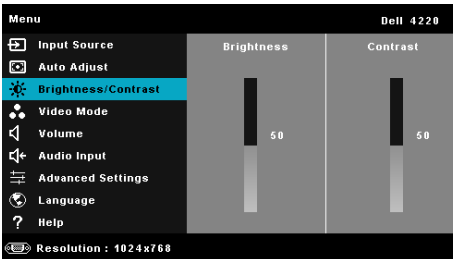 Menu Dell 4220
Input Source Brightness Contrast
Auto Adjust
Brightness/Contrast
Video Mode
Volume 50 50
Audio Input
Advanced Settings
Language
? Help
Resolution : 1024x768